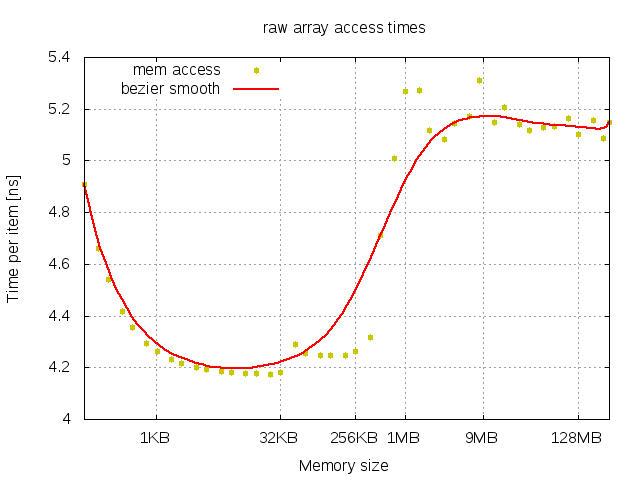 raw array access times
5.4
mem access
bezier smooth
5.2
5
4.8
4.6
4.4
4.2
4
Time per item [ns]
1KB 32KB 256KB 1MB 9MB 128MB
Memory size